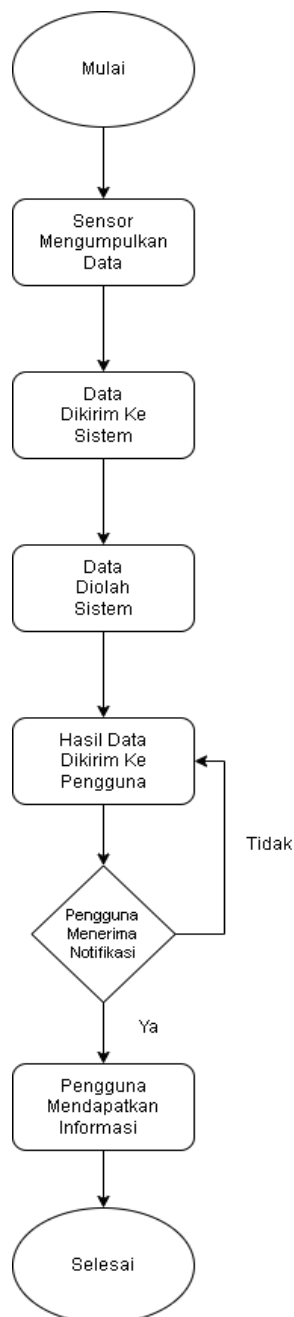 Mulai
Sensor
Mengumpulkan
Data
Data
Dikirim Ke
Sistem
Data
Diolah
Sistem
Hasil Data
Dikirim Ke
Pengguna
Tidak
Pengguna
Menerima
Notifikasi
Ya
Pengguna
Mendapatkan
Informasi
Selesai